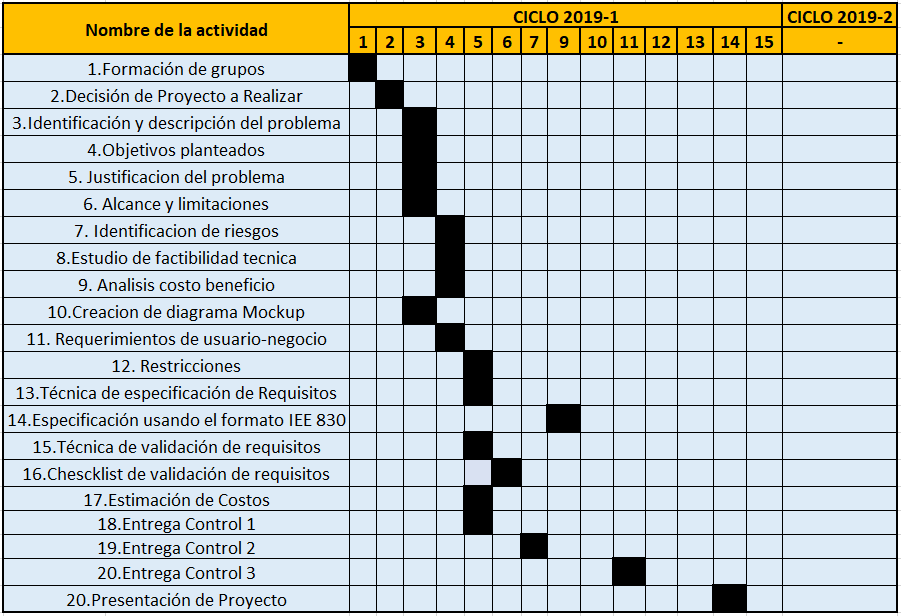 Nombre de la actividad
CICLO 2019-1
CICLO 2019-2
1 2 3 4 5 6 7 9 10 11 12 13 14 15 -
1.Formación de grupos
2.Decisión de Proyecto a Realizar
3.Identificación y descripción del problema
4.Objetivos planteados
5. Justificacion del problema
6. Alcance y limitaciones
7. Identificacion de riesgos
8.Estudio de factibilidad tecnica
9. Analisis costo beneficio
10.Creacion de diagrama Mockup
11. Requerimientos de usuario-negocio
12. Restricciones
13.Técnica de especificación de Requisitos
14.Especificación usando el formato IEE 830
15.Técnica de validación de requisitos
16.Chescklist de validación de requisitos
17.Estimación de Costos
18.Entrega Control 1
19.Entrega Control 2
20.Entrega Control 3
20.Presentación de Proyecto